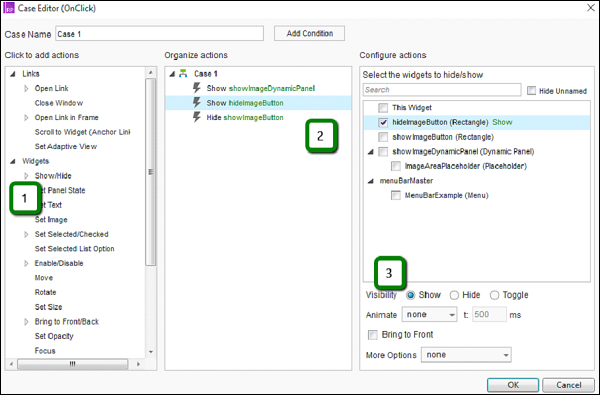 RP
Case Editor (OnClick)
Case Name Case 1 Add Condition
Click to add actions
Links
Open Link
Close Window
Open Link in Frame
Scroll to Widget (Anchor Link
Set Adaptive View
Widgets
Show/Hide
et Panel State
et Text
Set Image
Set Selected/Checked
Set Selected List Option
Enable/Disable
Move
Rotate
Set Size
Bring to Front/Back
Set Opacity
Focus
1
Organize actions
Case 1
Show showImageDynamicPanel
Show hideImageButton
Hide showImageButton
2
Configure actions
Select the widgets to hide/show
Search Hide Unnamed
This Widget
hideImageButton (Rectangle) Show
showImageButton (Rectangle)
showImageDynamicPanel (Dynamic Panel)
ImageAreaPlaceholder (Placeholder)
menuBarMaster
MenuBarExample (Menu)
3
Visibility Show Hide Toggle
Animate none t: 500 ms
Bring to Front
More Options none
OK Cancel